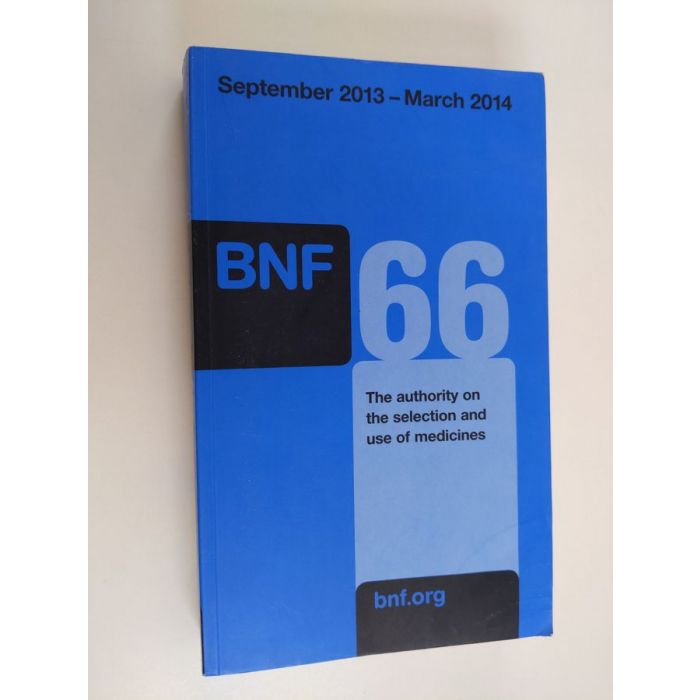 September 2013 – March 2014
BNF
66
The authority on
the selection and
use of medicines
bnf.org